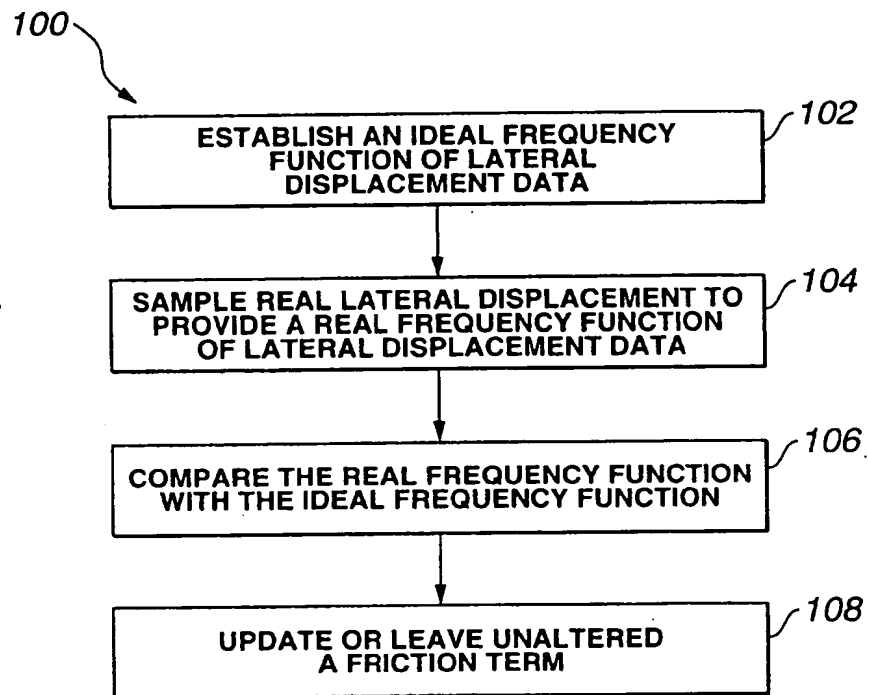 100
102
ESTABLISH AN IDEAL FREQUENCY
FUNCTION OF LATERAL
DISPLACEMENT DATA
104
SAMPLE REAL LATERAL DISPLACEMENT TO
PROVIDE A REAL FREQUENCY FUNCTION
OF LATERAL DISPLACEMENT DATA
106
COMPARE THE REAL FREQUENCY FUNCTION
WITH THE IDEAL FREQUENCY FUNCTION
108
UPDATE OR LEAVE UNALTERED
A FRICTION TERM